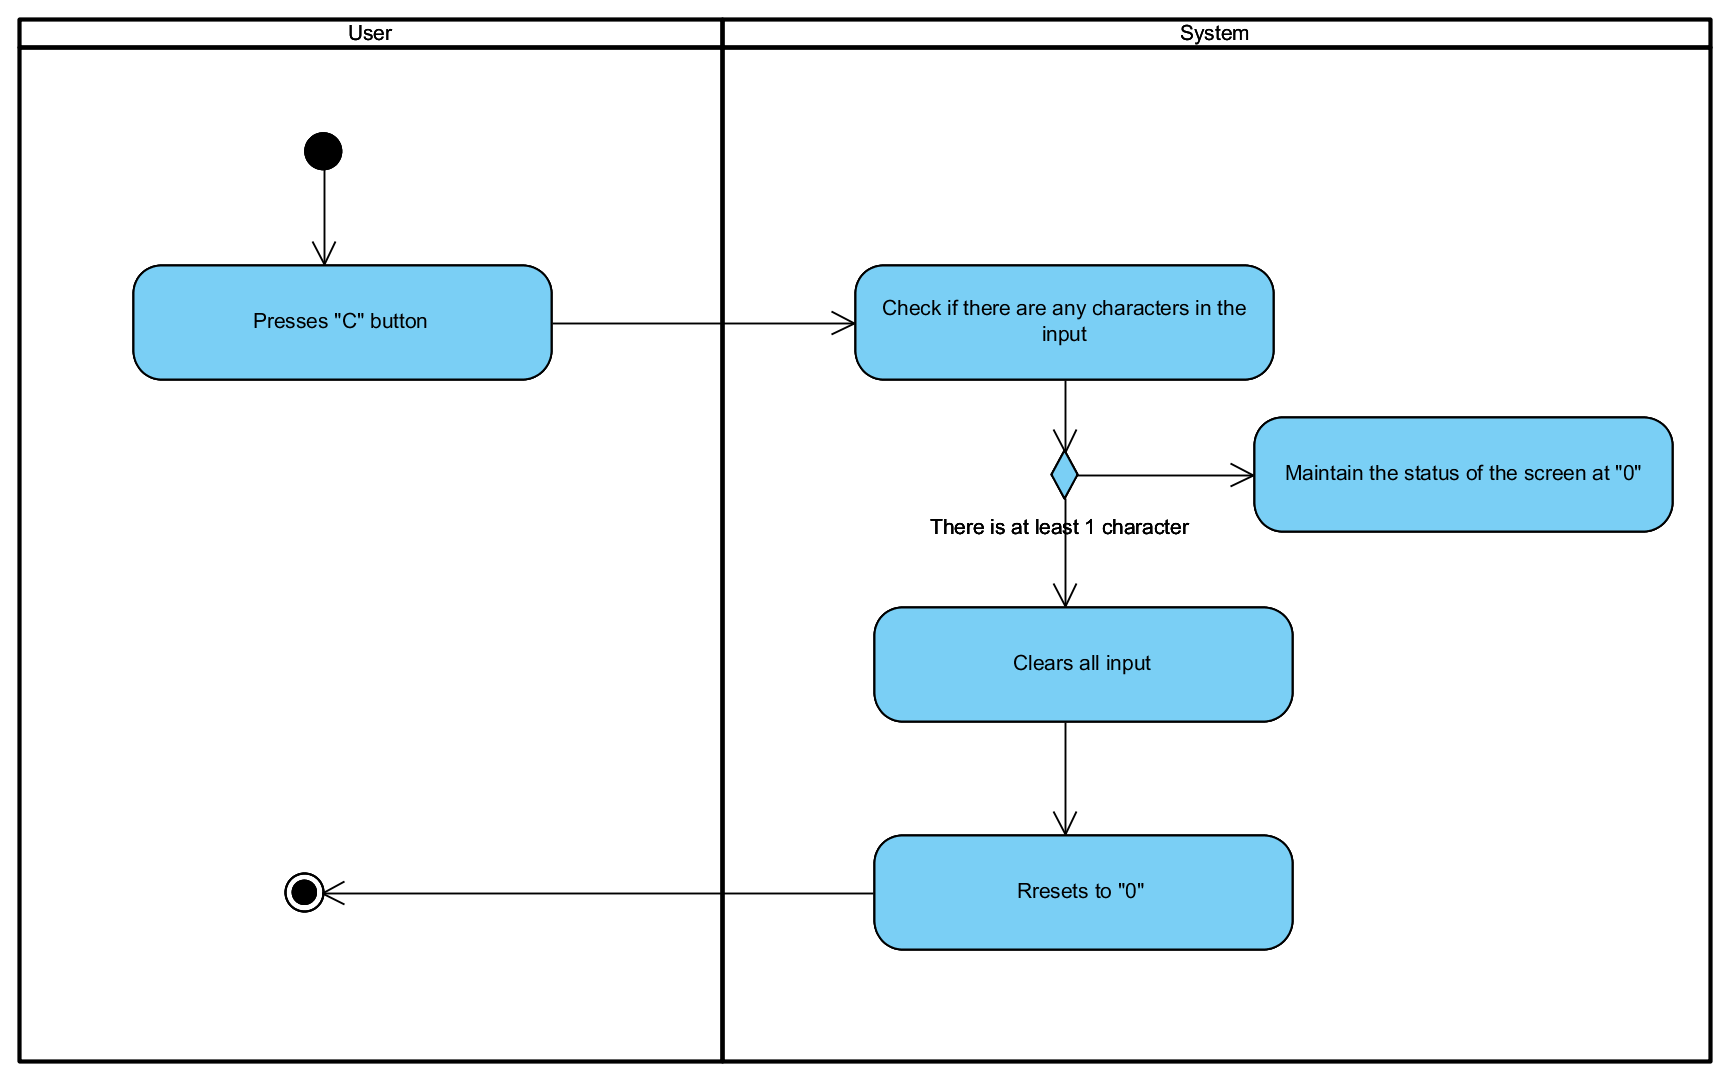 User
System
Presses "C" button
Check if there are any characters in the
input
Maintain the status of the screen at "0"
There is at least 1 character
Clears all input
Rresets to "0"